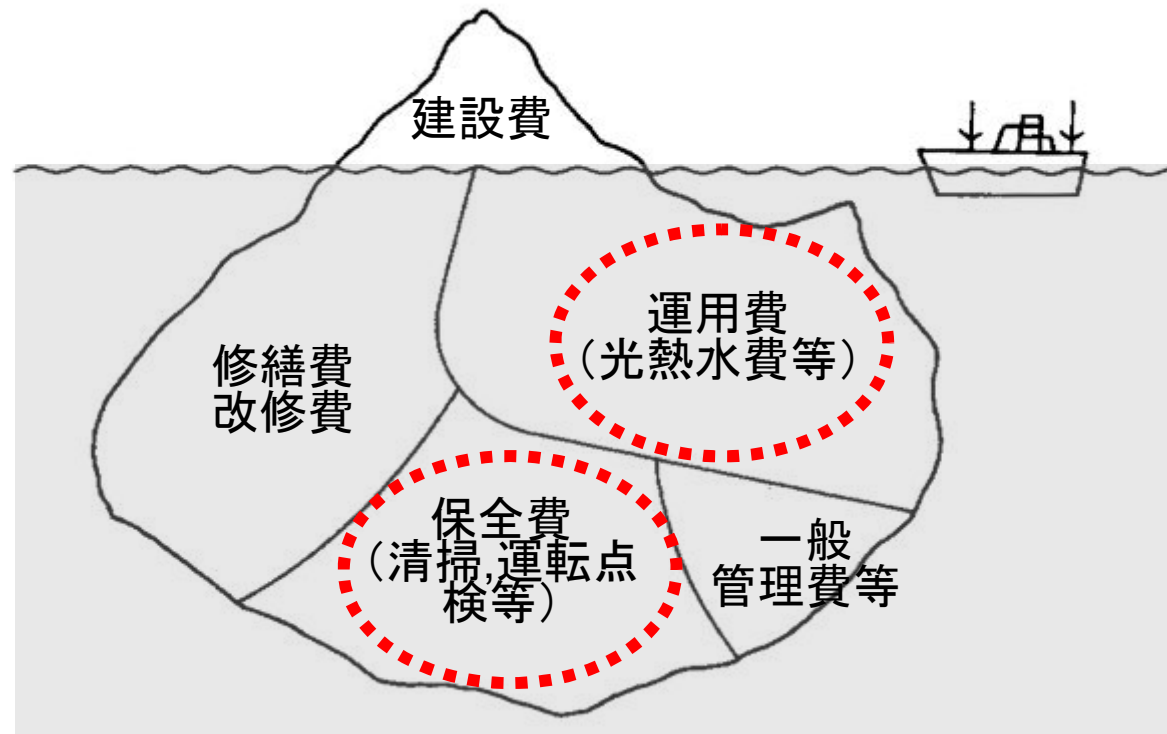 建設費
運用費
（光熱水費等）
修繕費
改修費
保全費
（清掃,運転点
検等）
一般
管理費等